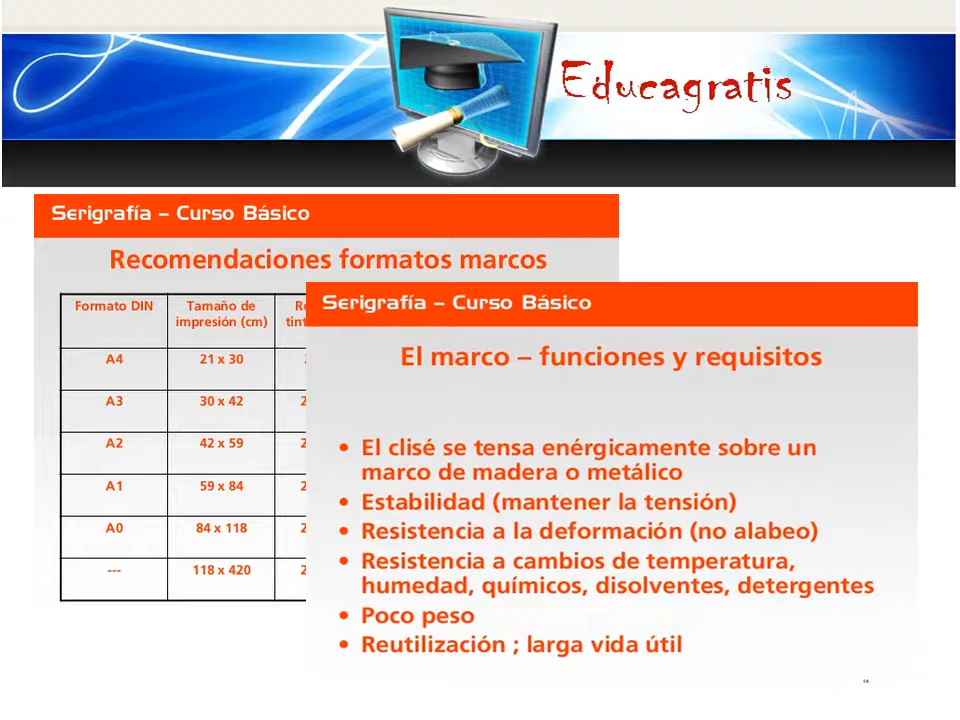 Educagratis
Serigrafía – Curso Básico
Recomendaciones formatos marcos
Formato DIN
Tamaño de
impresión (cm)
A4 21 x 30
A3 30 x 42
A2 42 x 59
A1 59 x 84
A0 84 x 118
--- 118 x 420
Serigrafía – Curso Básico
El marco – funciones y requisitos
• El clisé se tensa enérgicamente sobre un
marco de madera o metálico
• Estabilidad (mantener la tensión)
• Resistencia a la deformación (no alabeo)
• Resistencia a cambios de temperatura,
humedad, químicos, disolventes, detergentes
• Poco peso
• Reutilización ; larga vida útil